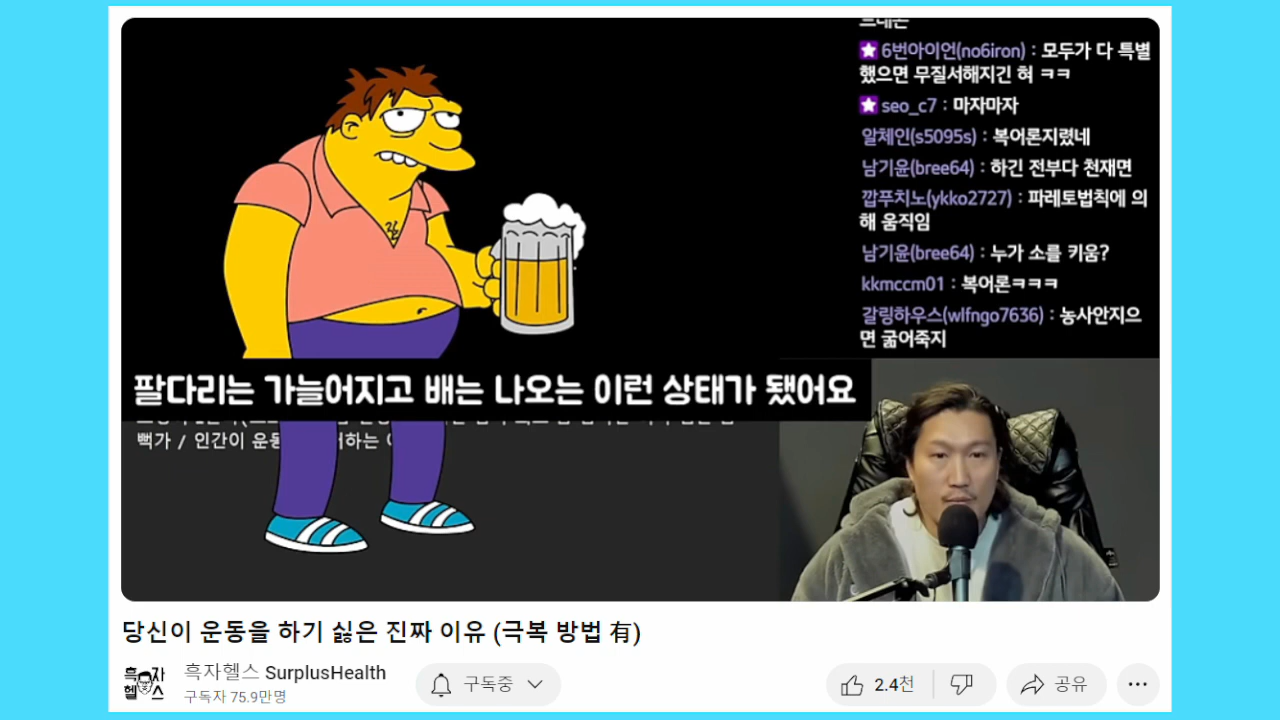 6번아이언(no6iron) : 모두가 다 특별
했으면 무질서해지긴 혀 ㅋㅋ
seo_c7 : 마자마자
알체인(s5095s) : 복어론지렸네
남기윤(bree64) : 하긴 전부다 천재면
깝푸치노(ykko2727) : 파레토법칙에 의
해 움직임
남기윤(bree64) : 누가 소를 키움?
kkmccm01 : 복어론ㅋㅋㅋ
갈링하우스(wlfngo7636) : 농사안지으
면 굶어죽지
팔다리는 가늘어지고 배는 나오는 이런 상태가 됐어요
뻑가 / 인간이 운동
당신이 운동을 하기 싫은 진짜 이유 (극복 방법 有)
흑자
헬스
흑자헬스 SurplusHealth
구독자 75.9만명
구독중
2.4천
공유